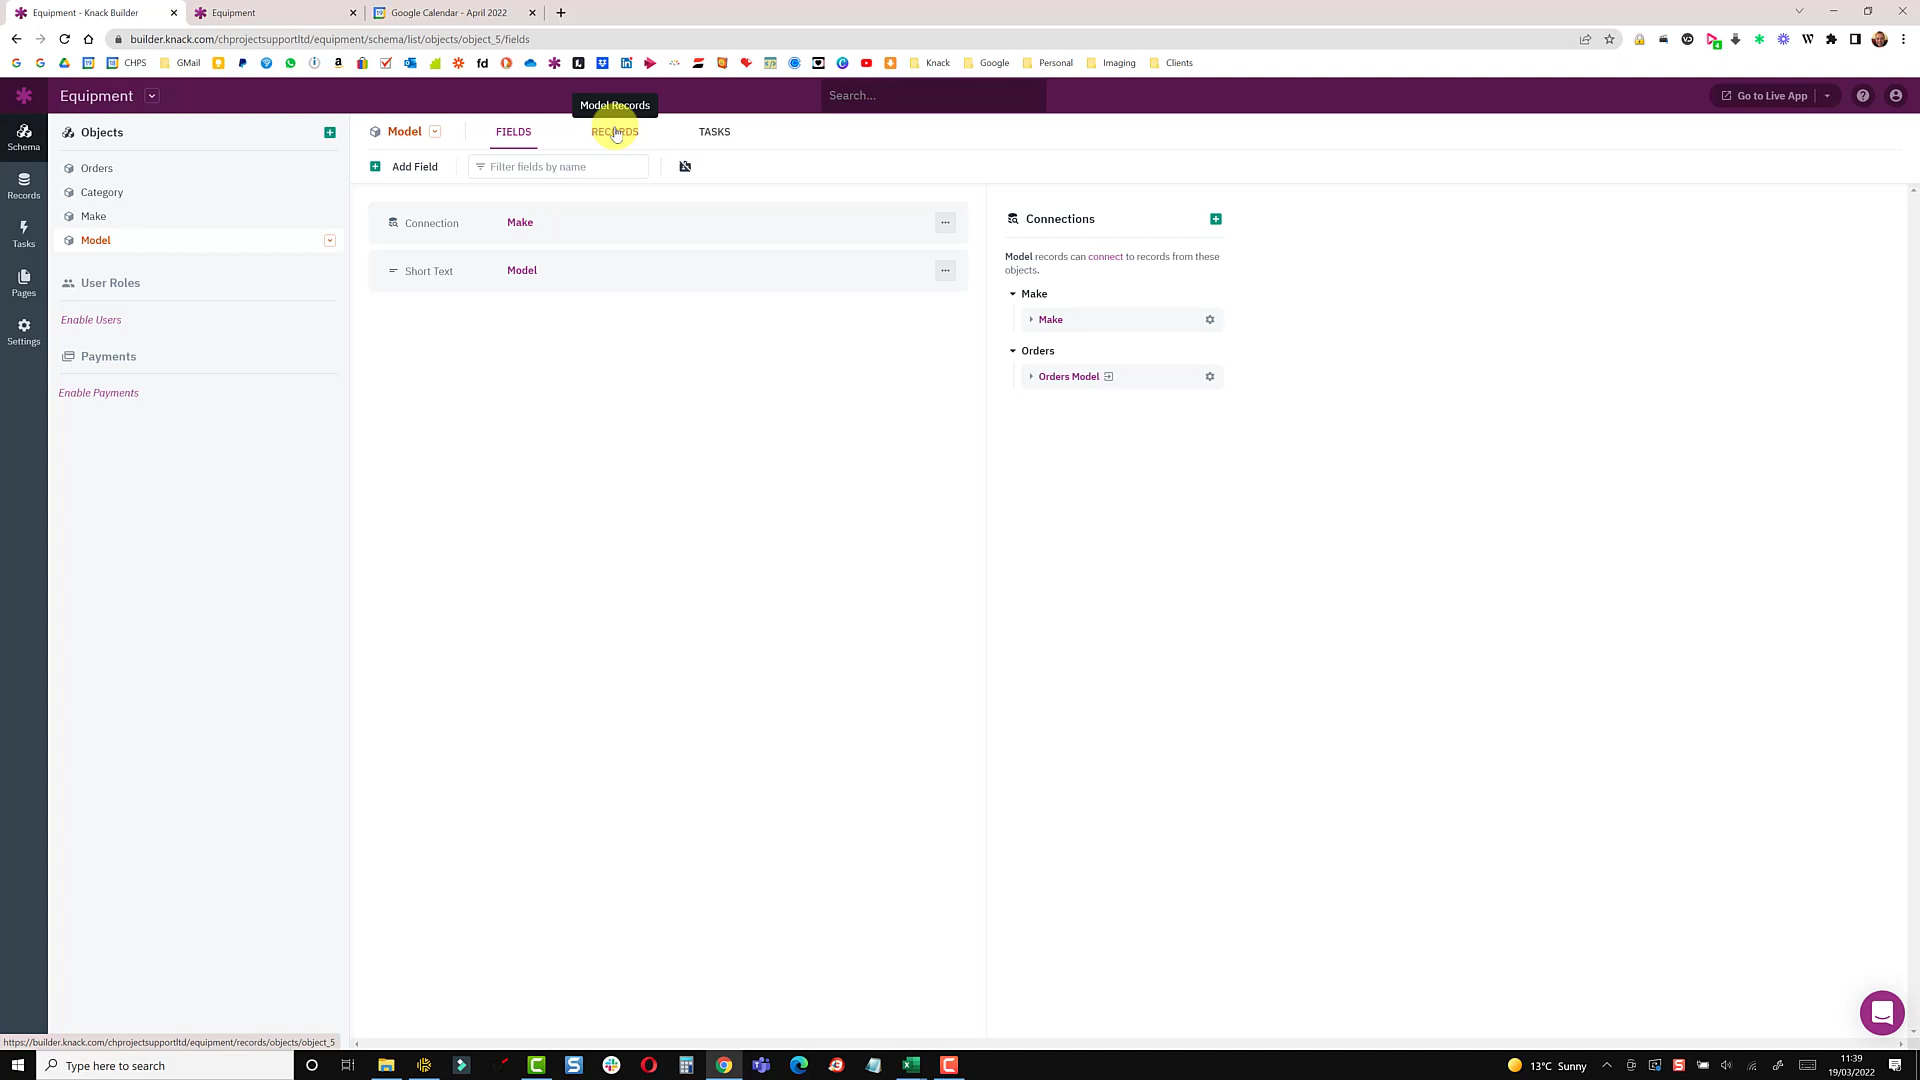 Equipment - Knack Builder
Equipment
Google Calendar - April 2022
builder.knack.com/chprojectsupportltd/equipment/schema/list/objects/object_5/fields
CHPS
GMail
Knack
Google
Personal
Imaging
Clients
Equipment
Search...
Go to Live App
Model Records
Schema
Records
Tasks
Pages
Settings
Objects
Orders
Category
Make
Model
User Roles
Enable Users
Payments
Enable Payments
Model
FIELDS
RECORDS
TASKS
Add Field
Filter fields by name
Connection Make
Short Text Model
Connections
Model records can connect to records from these
objects.
Make
Make
Orders
Orders Model
https://builder.knack.com/chprojectsupportltd/equipment/records/objects/object_5
Type here to search
13°C Sunny
11:39
19/03/2022